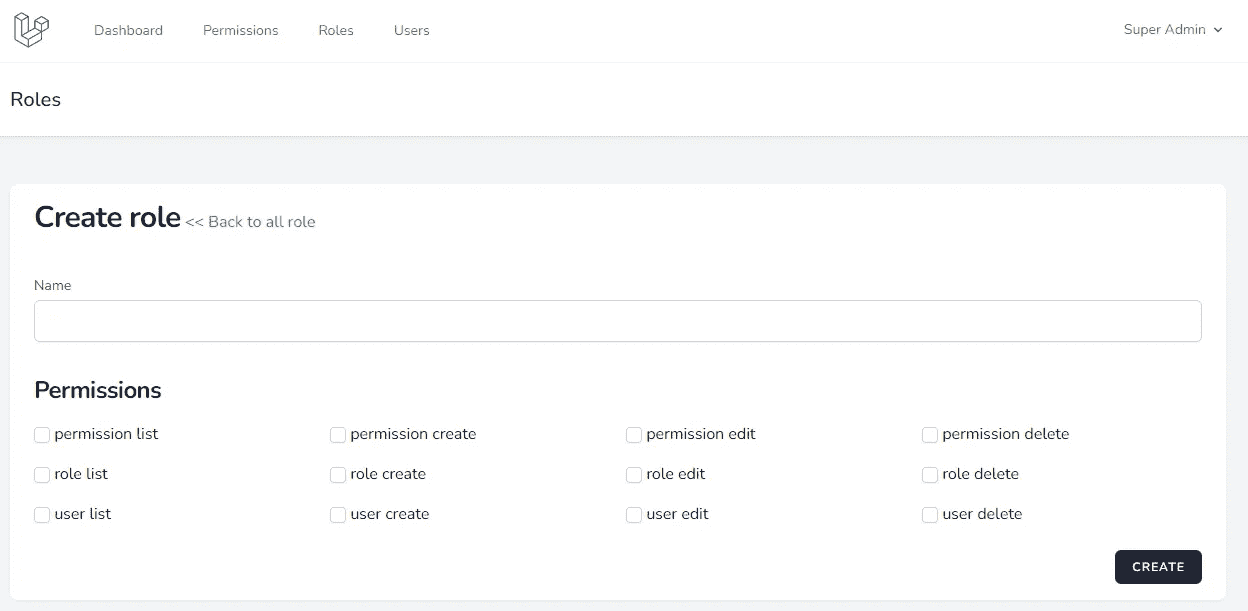 Dashboard Permissions Roles Users Super Admin
Roles
Create role << Back to all role
Name
Permissions
permission list permission create permission edit permission delete
role list role create role edit role delete
user list user create user edit user delete
CREATE